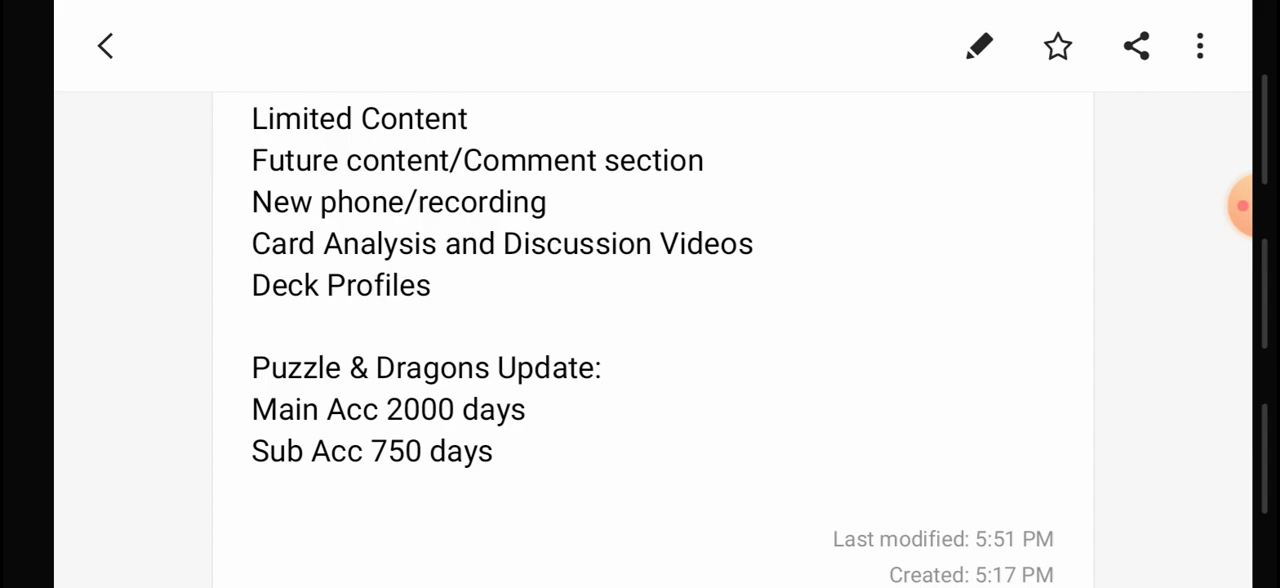 Limited Content
Future content/Comment section
New phone/recording
Card Analysis and Discussion Videos
Deck Profiles
Puzzle & Dragons Update:
Main Acc 2000 days
Sub Acc 750 days
Last modified: 5:51 PM
Created: 5:17 PM